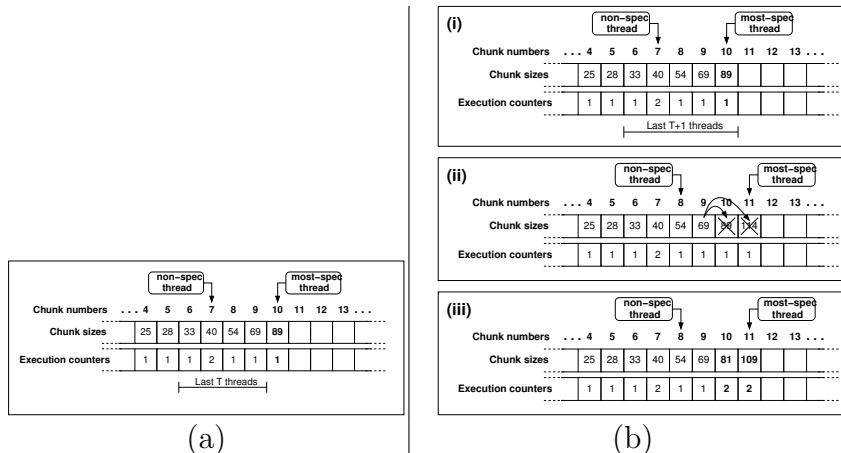 non-spec thread most-spec thread
Chunk numbers . . . 4 5 6 7 8 9 10 11 12 13 . . .
Chunk sizes 25 28 33 40 54 69 89
Execution counters 1 1 1 2 1 1 1
Last T threads
(a)
(i)
non-spec thread most-spec thread
Chunk numbers . . . 4 5 6 7 8 9 10 11 12 13 . . .
Chunk sizes 25 28 33 40 54 69 89
Execution counters 1 1 1 2 1 1 1
Last T+1 threads
(ii)
non-spec thread most-spec thread
Chunk numbers . . . 4 5 6 7 8 9 10 11 12 13 . . .
Chunk sizes 25 28 33 40 54 69 89 114
Execution counters 1 1 1 2 1 1 1 1
(iii)
non-spec thread most-spec thread
Chunk numbers . . . 4 5 6 7 8 9 10 11 12 13 . . .
Chunk sizes 25 28 33 40 54 69 81 109
Execution counters 1 1 1 2 1 1 2 2
(b)